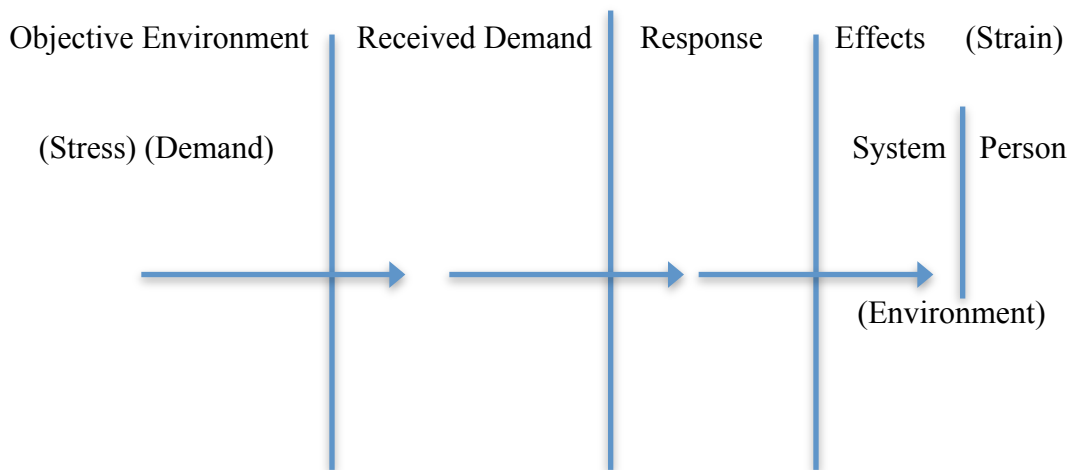 Objective Environment Received Demand Response Effects (Strain)
(Stress) (Demand) System Person
(Environment)